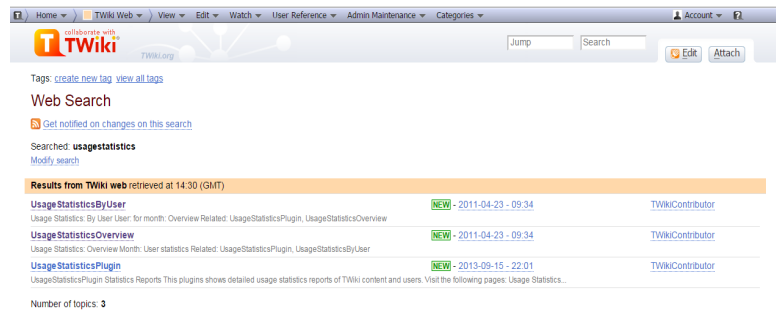 Home TWiki Web View Edit Watch User Reference Admin Maintenance Categories Account
collaborate with
TWiki
TWiki.org
Jump Search Edit Attach
Tags: create new tag view all tags
Web Search
Get notified on changes on this search
Searched: usagestatistics
Modify search
Results from TWiki web retrieved at 14:30 (GMT)
UsageStatisticsByUser NEW - 2011-04-23 - 09:34 TWikiContributor
Usage Statistics: By User User: for month: Overview Related: UsageStatisticsPlugin, UsageStatisticsOverview
UsageStatisticsOverview NEW - 2011-04-23 - 09:34 TWikiContributor
Usage Statistics: Overview Month: User statistics Related: UsageStatisticsPlugin, UsageStatisticsByUser
UsageStatisticsPlugin NEW - 2013-09-15 - 22:01 TWikiContributor
UsageStatisticsPlugin Statistics Reports This plugins shows detailed usage statistics reports of TWiki content and users. Visit the following pages: Usage Statistics...
Number of topics: 3